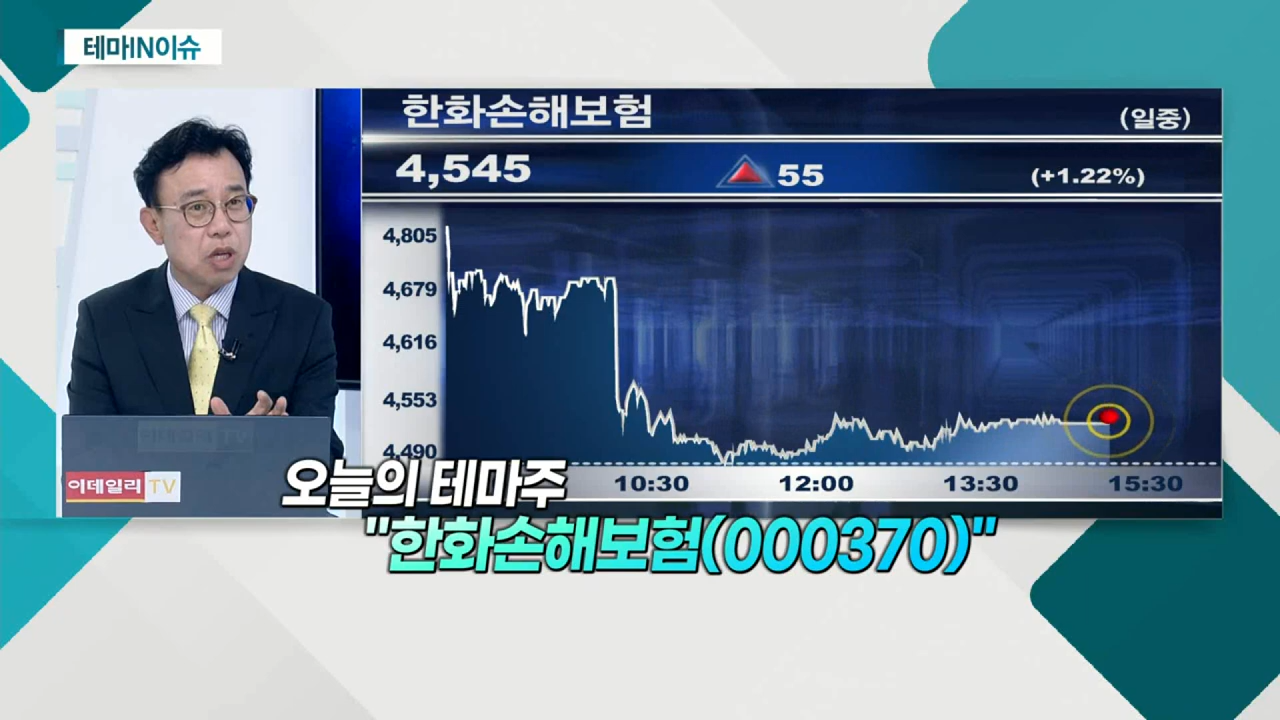 테마IN이슈
한화손해보험
(일중)
4,545 ▲ 55 (+1.22%)
4,805
4,679
4,616
4,553
4,490
10:30 12:00 13:30 15:30
이데일리 TV
오늘의 테마주
"한화손해보험(000370)"